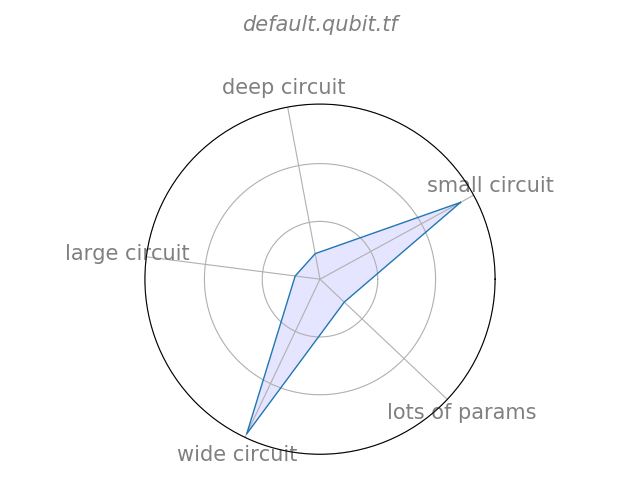 default.qubit.tf
deep circuit
small circuit
large circuit
lots of params
wide circuit